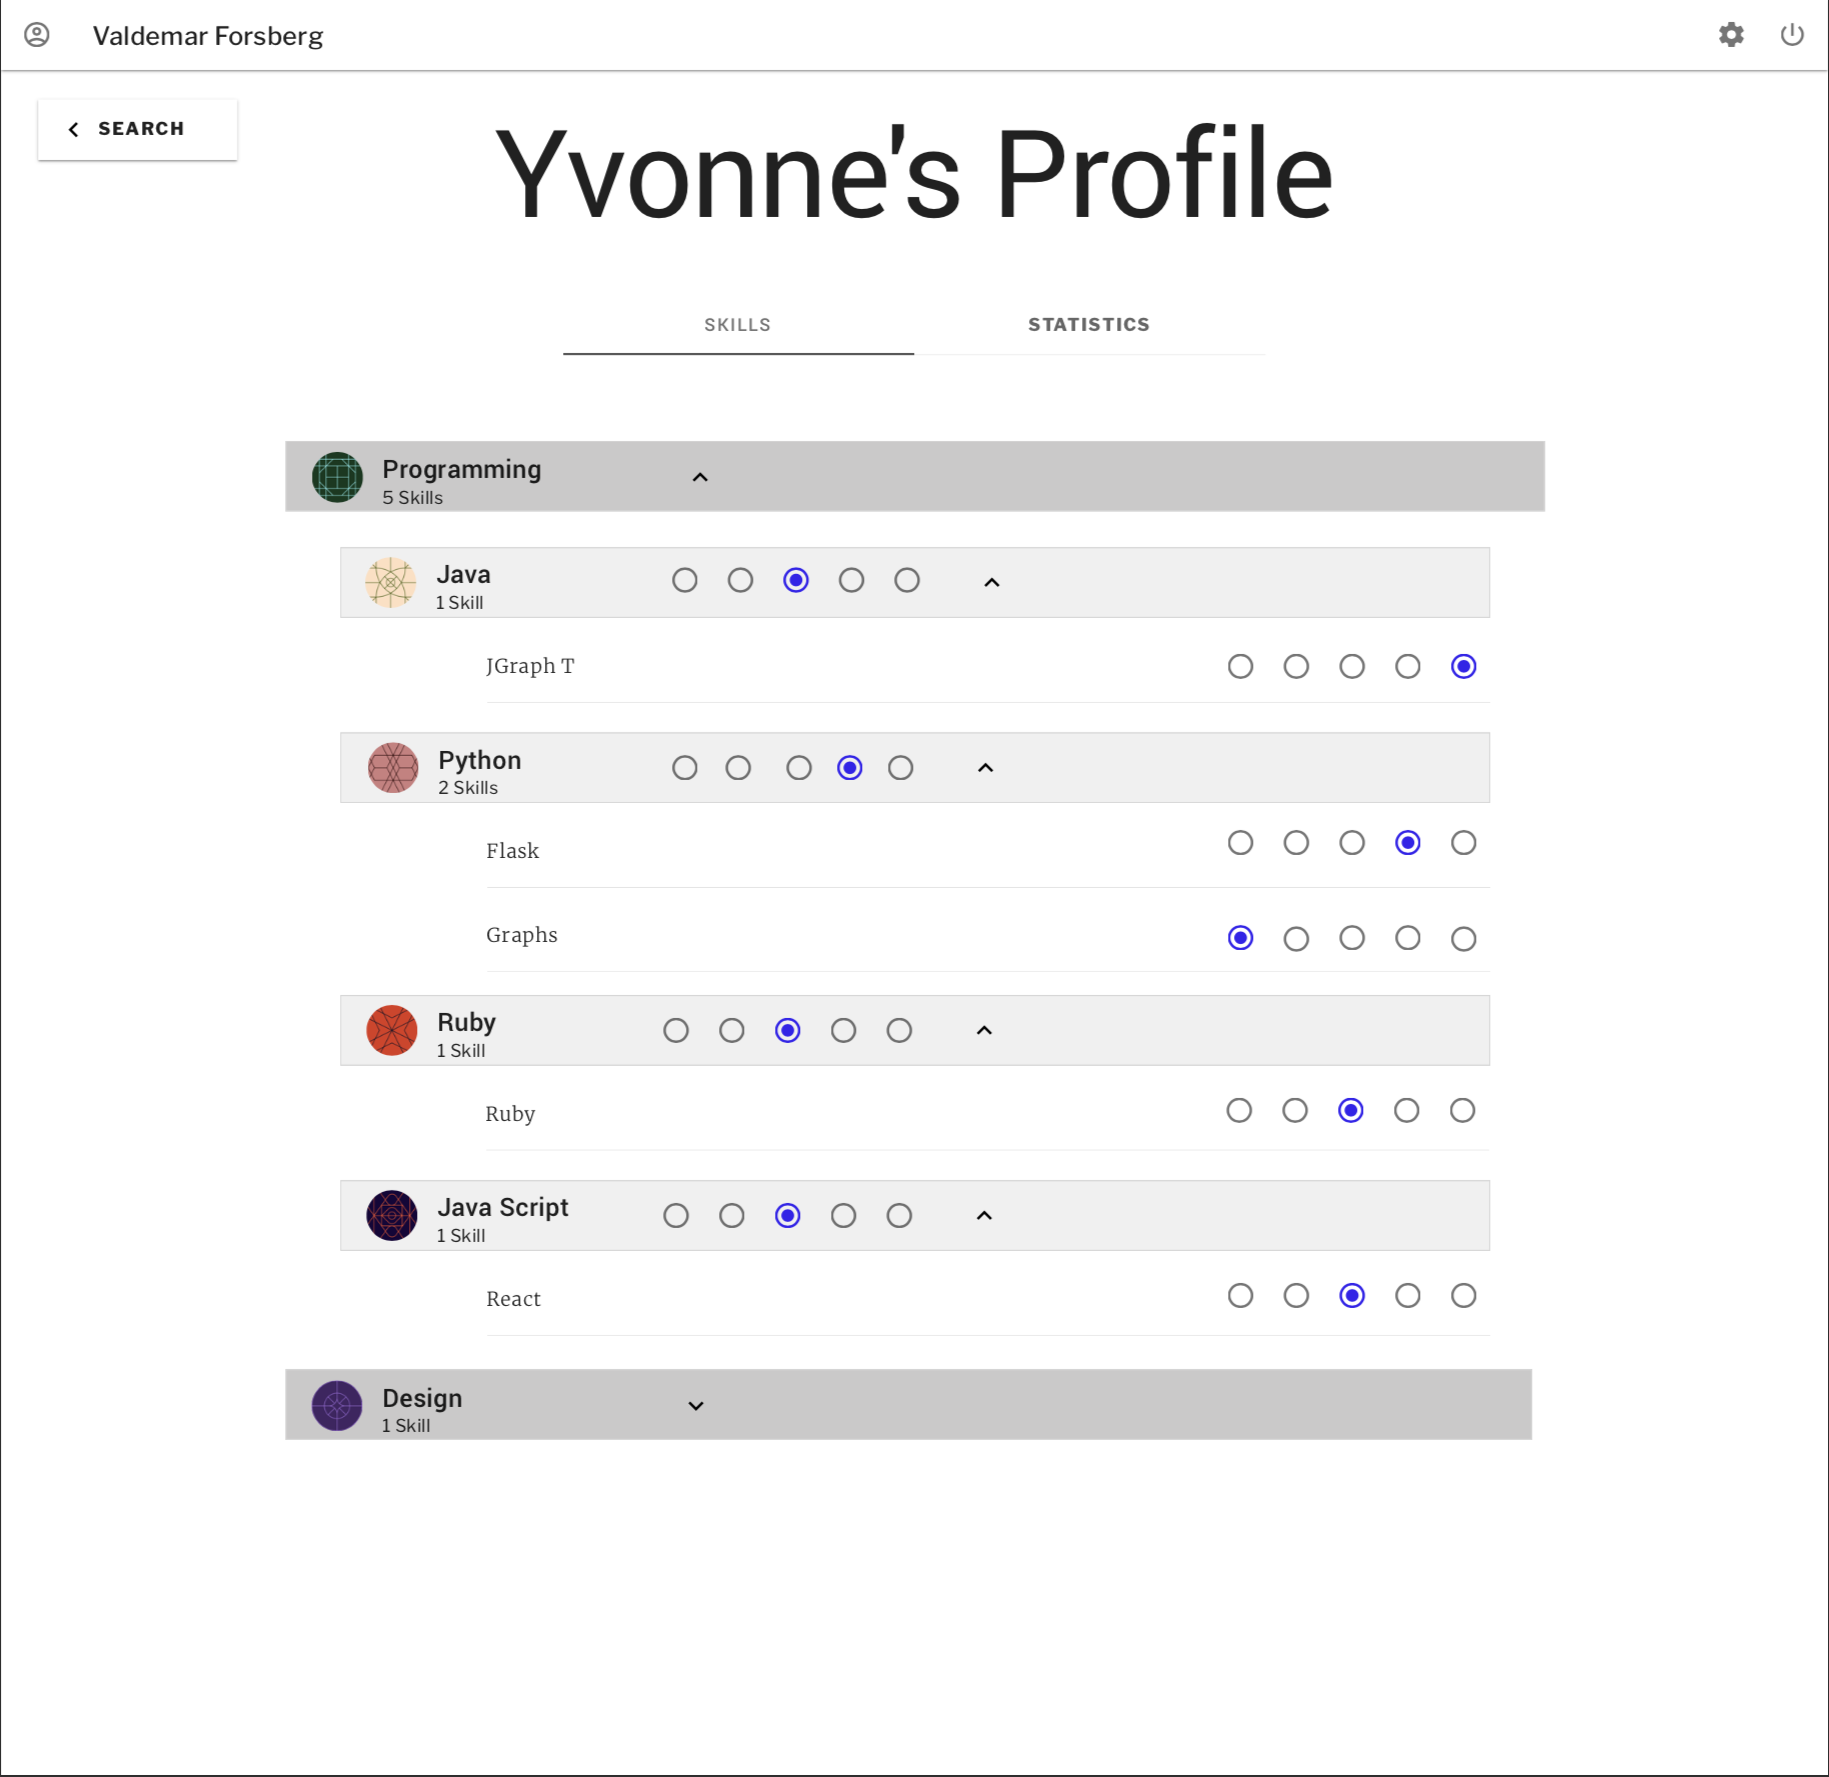 Valdemar Forsberg
SEARCH
Yvonne's Profile
SKILLS
STATISTICS
Programming
5 Skills
Java
1 Skill
JGraph T
Python
2 Skills
Flask
Graphs
Ruby
1 Skill
Ruby
Java Script
1 Skill
React
Design
1 Skill